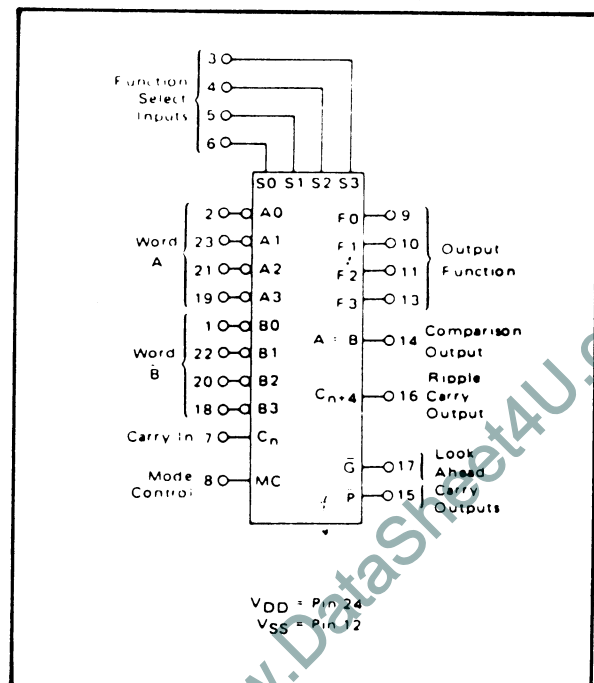 3
Function
Select
Inputs
4
5
6
S0 S1 S2 S3
Word
A
2 A0
23 A1
21 A2
19 A3
Word
B
1 B0
22 B1
20 B2
18 B3
Carry In 7 Cn
Mode
Control
8 MC
F0 9
F1 10
F2 11
F3 13
Output
Function
A = B 14
Comparison
Output
Cn+4 16
Ripple
Carry
Output
G̅ 17
P̅ 15
Look
Ahead
Carry
Outputs
VDD = Pin 24
VSS = Pin 12
www.DataSheet4U.c